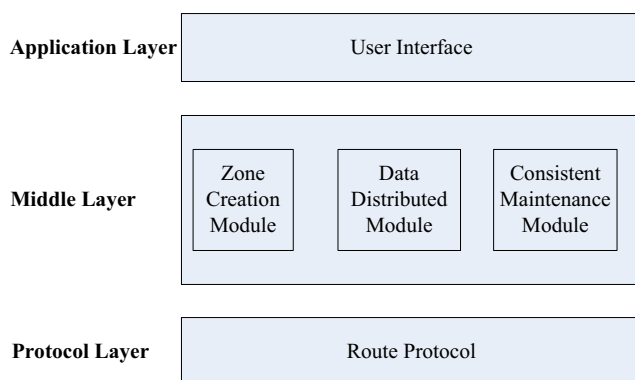 Application Layer
User Interface
Middle Layer
Zone
Creation
Module
Data
Distributed
Module
Consistent
Maintenance
Module
Protocol Layer
Route Protocol